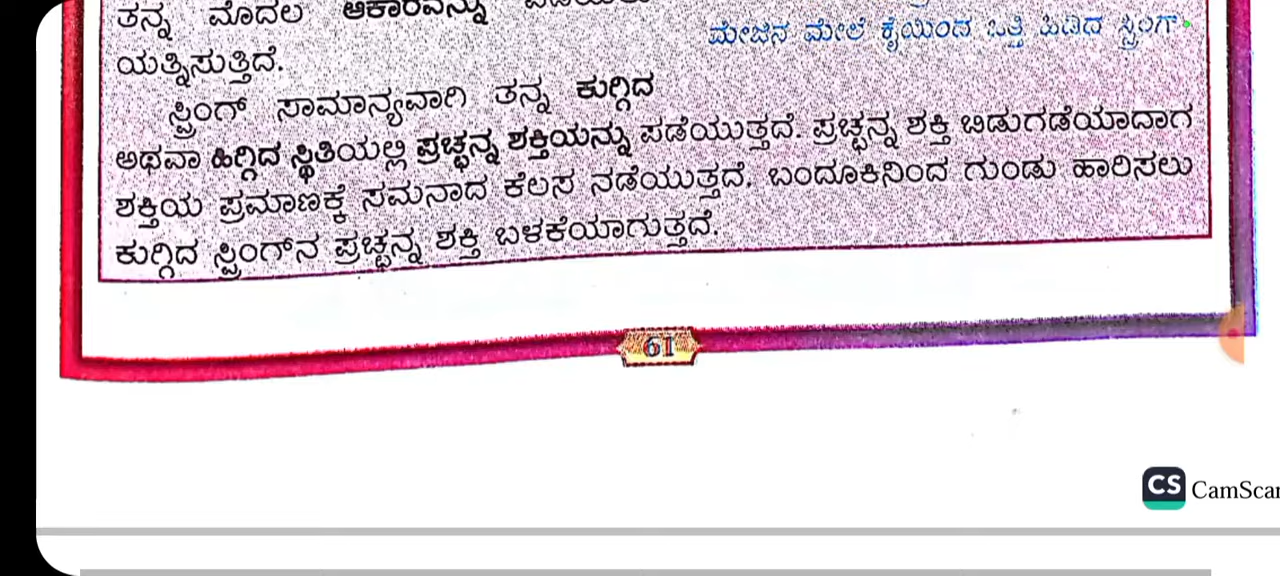 ತನ್ನ ಮೊದಲ ಆಕಾರವನ್ನು
ಮೇಜಿನ ಮೇಲೆ ಕೈಯಿಂದ ಒತ್ತಿ ಹಿಡಿದ ಸ್ಪ್ರಿಂಗ್
ಯತ್ನಿಸುತ್ತಿದೆ.
ಸ್ಪ್ರಿಂಗ್ ಸಾಮಾನ್ಯವಾಗಿ ತನ್ನ ಕುಗ್ಗಿದ
ಅಥವಾ ಹಿಗ್ಗಿದ ಸ್ಥಿತಿಯಲ್ಲಿ ಪ್ರಚ್ಛನ್ನ ಶಕ್ತಿಯನ್ನು ಪಡೆಯುತ್ತದೆ. ಪ್ರಚ್ಛನ್ನ ಶಕ್ತಿ ಬಿಡುಗಡೆಯಾದಾಗ
ಶಕ್ತಿಯ ಪ್ರಮಾಣಕ್ಕೆ ಸಮನಾದ ಕೆಲಸ ನಡೆಯುತ್ತದೆ. ಬಂದೂಕಿನಿಂದ ಗುಂಡು ಹಾರಿಸಲು
ಕುಗ್ಗಿದ ಸ್ಪ್ರಿಂಗ್‌ನ ಪ್ರಚ್ಛನ್ನ ಶಕ್ತಿ ಬಳಕೆಯಾಗುತ್ತದೆ.
61
CS CamScan